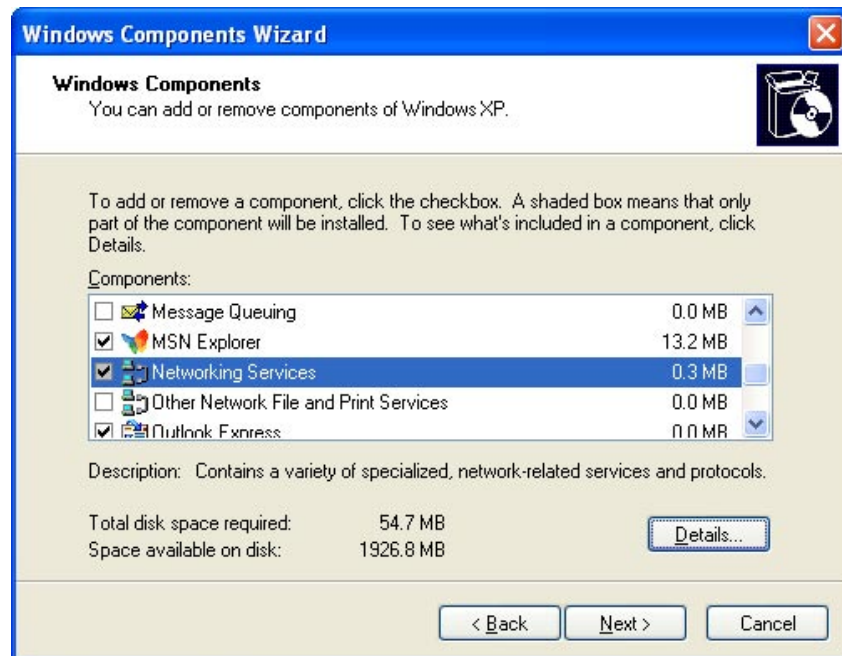 Windows Components Wizard
Windows Components
You can add or remove components of Windows XP.
To add or remove a component, click the checkbox. A shaded box means that only
part of the component will be installed. To see what's included in a component, click
Details.
Components:
Message Queuing 0.0 MB
MSN Explorer 13.2 MB
Networking Services 0.3 MB
Other Network File and Print Services 0.0 MB
Outlook Express 0.0 MB
Description: Contains a variety of specialized, network-related services and protocols.
Total disk space required: 54.7 MB
Space available on disk: 1926.8 MB
Details...
< Back Next > Cancel